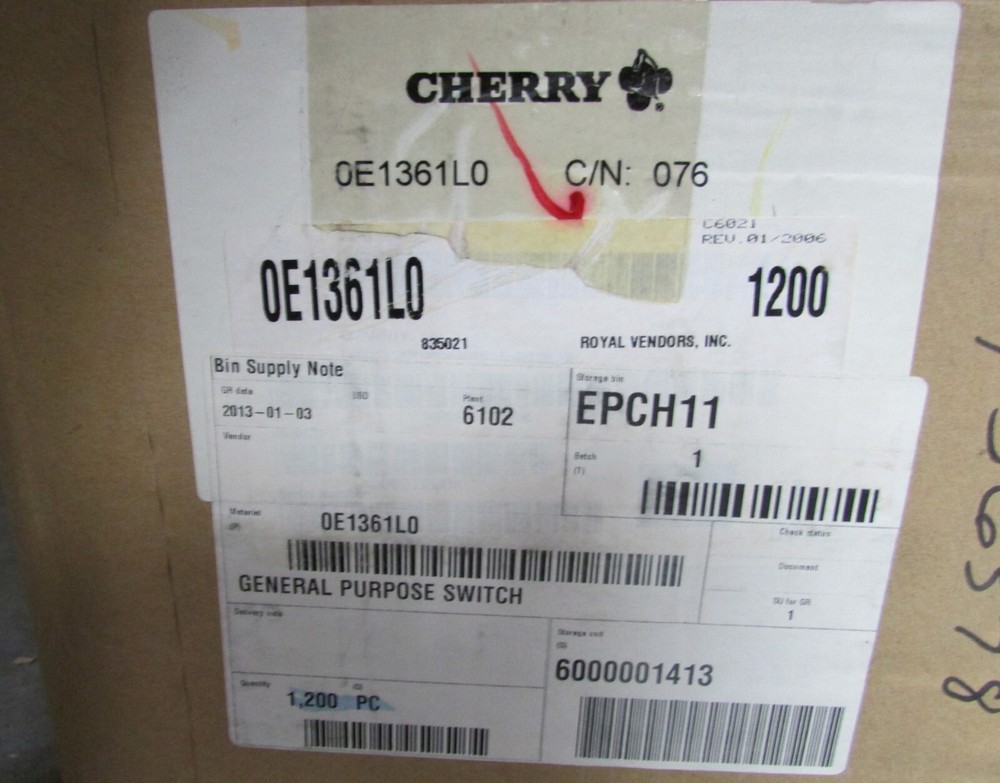 CHERRY
0E1361L0 C/N: 076
C6021
REV.01/2006
0E1361L0 1200
835021 ROYAL VENDORS, INC.
Bin Supply Note
GR date
2013-01-03
Plant
6102
Storage bin
EPCH11
Vendor
Batch
(T)
1
Material
(P)
0E1361L0
GENERAL PURPOSE SWITCH
Check status
Document
SU for GR
1
Delivery note
Storage unit
(S)
6000001413
Quantity (Q)
1,200 PC